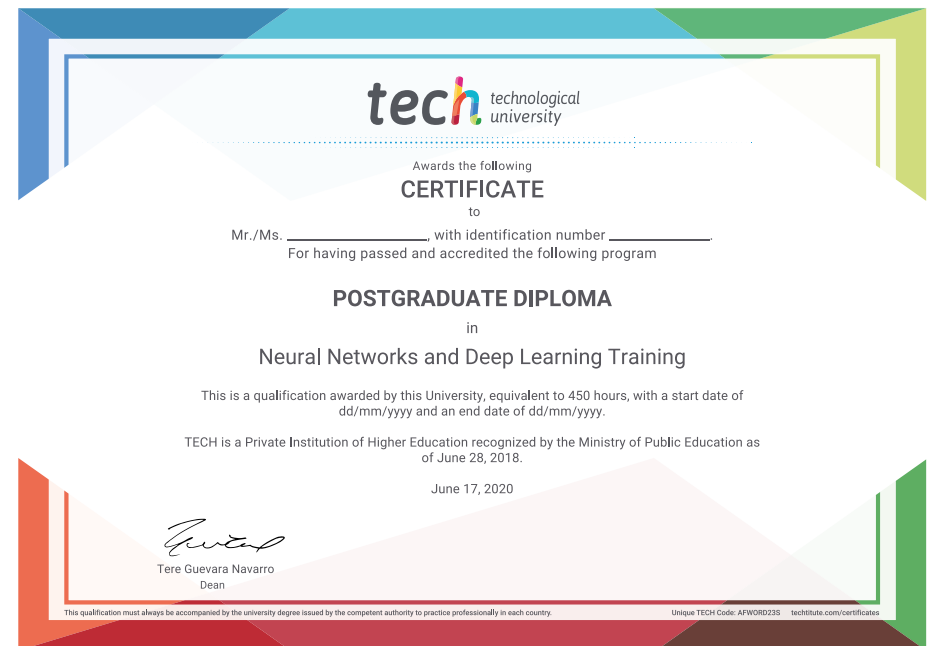 tech technological
university
Awards the following
CERTIFICATE
to
Mr./Ms. ____________, with identification number ____________.
For having passed and accredited the following program
POSTGRADUATE DIPLOMA
in
Neural Networks and Deep Learning Training
This is a qualification awarded by this University, equivalent to 450 hours, with a start date of
dd/mm/yyyy and an end date of dd/mm/yyyy.
TECH is a Private Institution of Higher Education recognized by the Ministry of Public Education as
of June 28, 2018.
June 17, 2020
Tere Guevara Navarro
Dean
This qualification must always be accompanied by the university degree issued by the competent authority to practice professionally in each country. Unique TECH Code: AFWORD23S techtitute.com/certificates